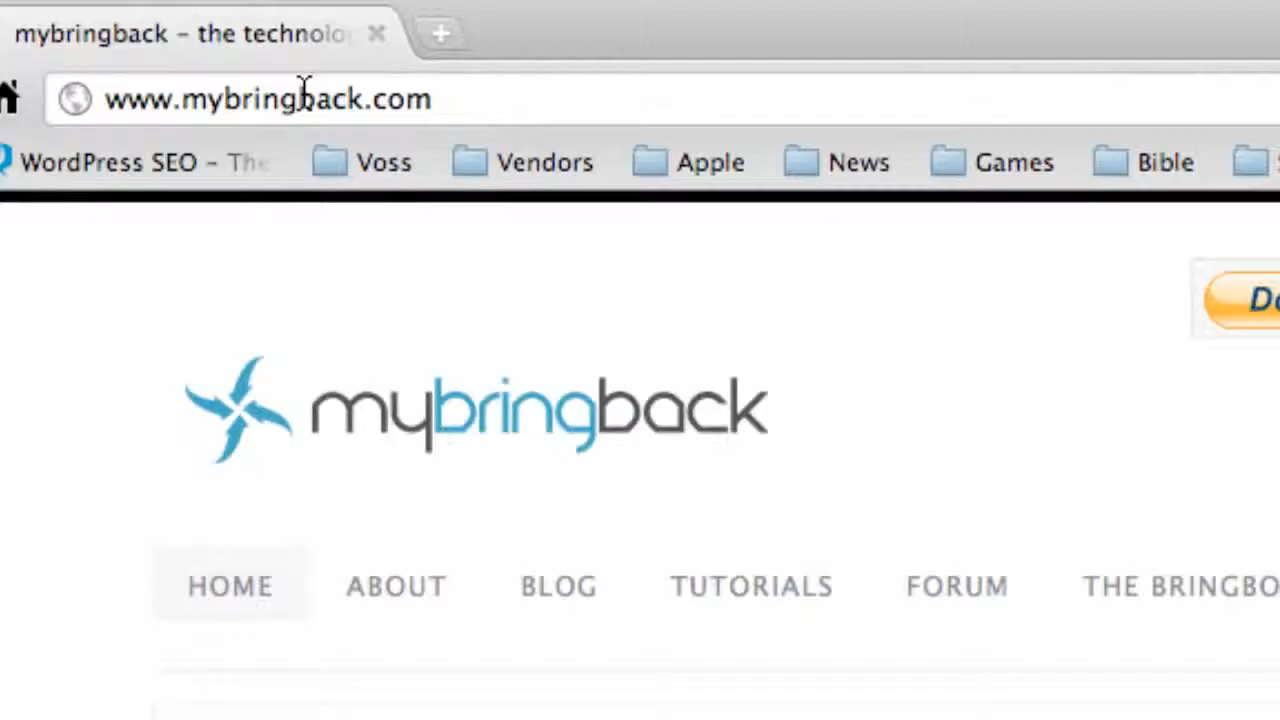 mybringback – the technolo
www.mybringback.com
WordPress SEO – The Voss Vendors Apple News Games Bible
mybringback
HOME ABOUT BLOG TUTORIALS FORUM THE BRINGBO